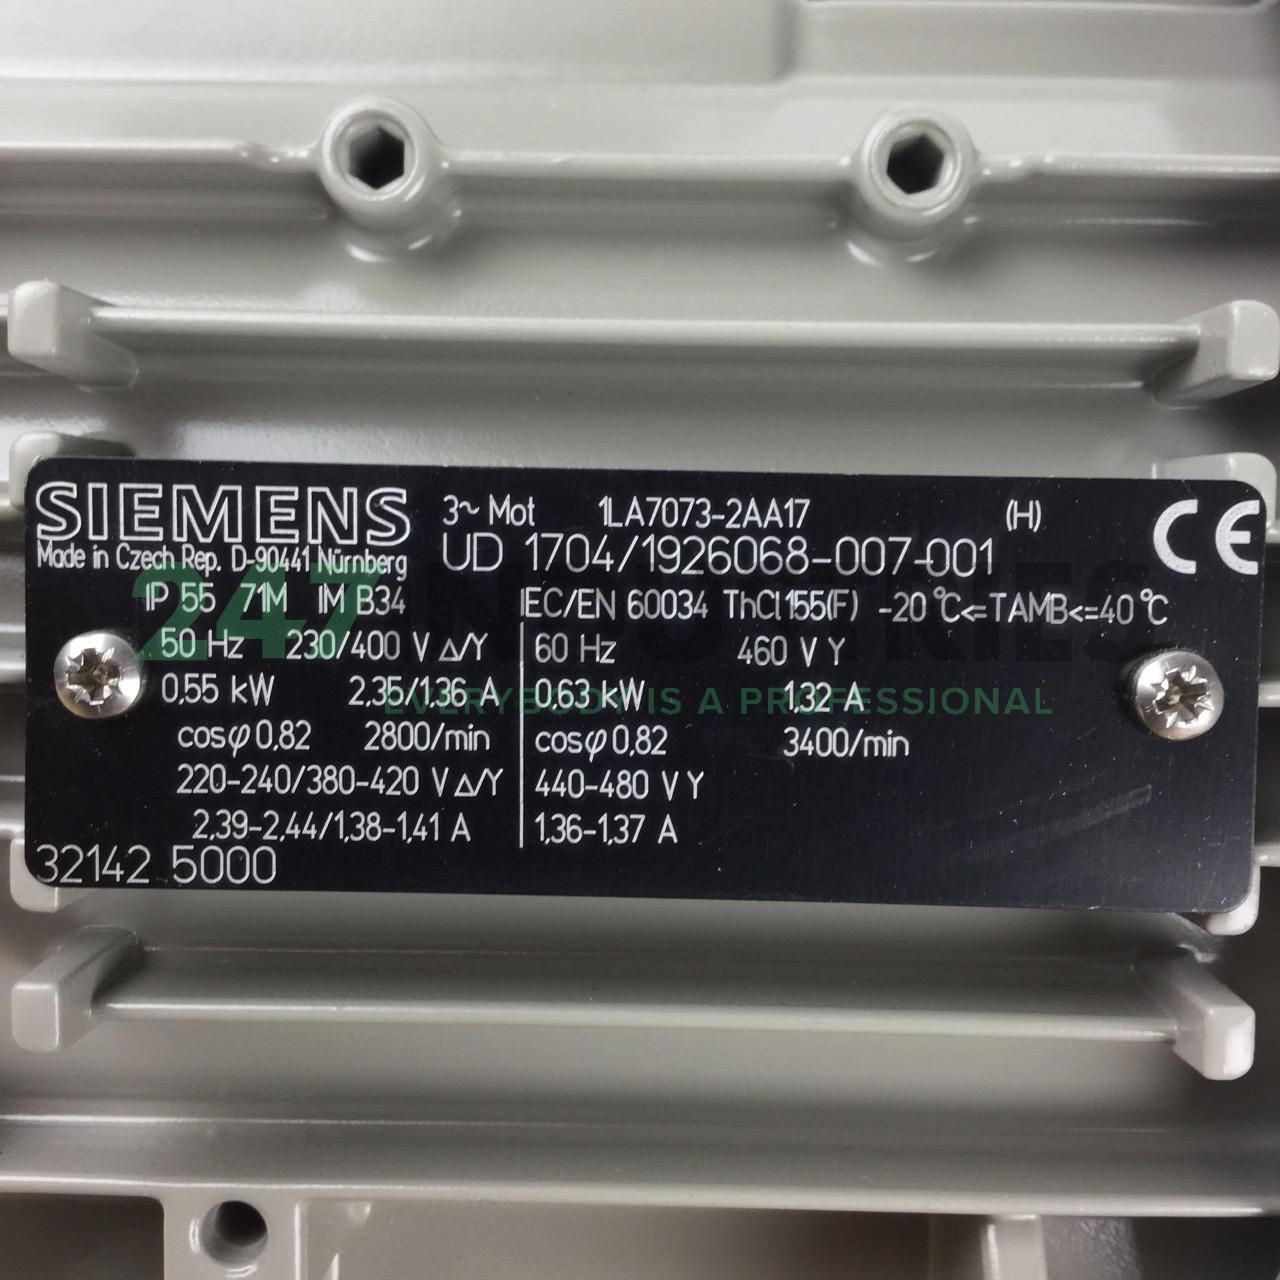 SIEMENS
3~ Mot 1LA7073-2AA17 (H) CE
Made in Czech Rep. D-90441 Nürnberg
UD 1704/1926068-007-001
IP 55 71M IM B34 IEC/EN 60034 ThCl155(F) -20°C<=TAMB<=40°C
50 Hz 230/400 V Δ/Y 60 Hz 460 V Y
0,55 kW 2,35/1,36 A 0,63 kW 1,32 A
cosφ 0,82 2800/min cosφ 0,82 3400/min
220-240/380-420 V Δ/Y 440-480 V Y
2,39-2,44/1,38-1,41 A 1,36-1,37 A
32142 5000
247 INDUSTRIES
EVERYBODY IS A PROFESSIONAL